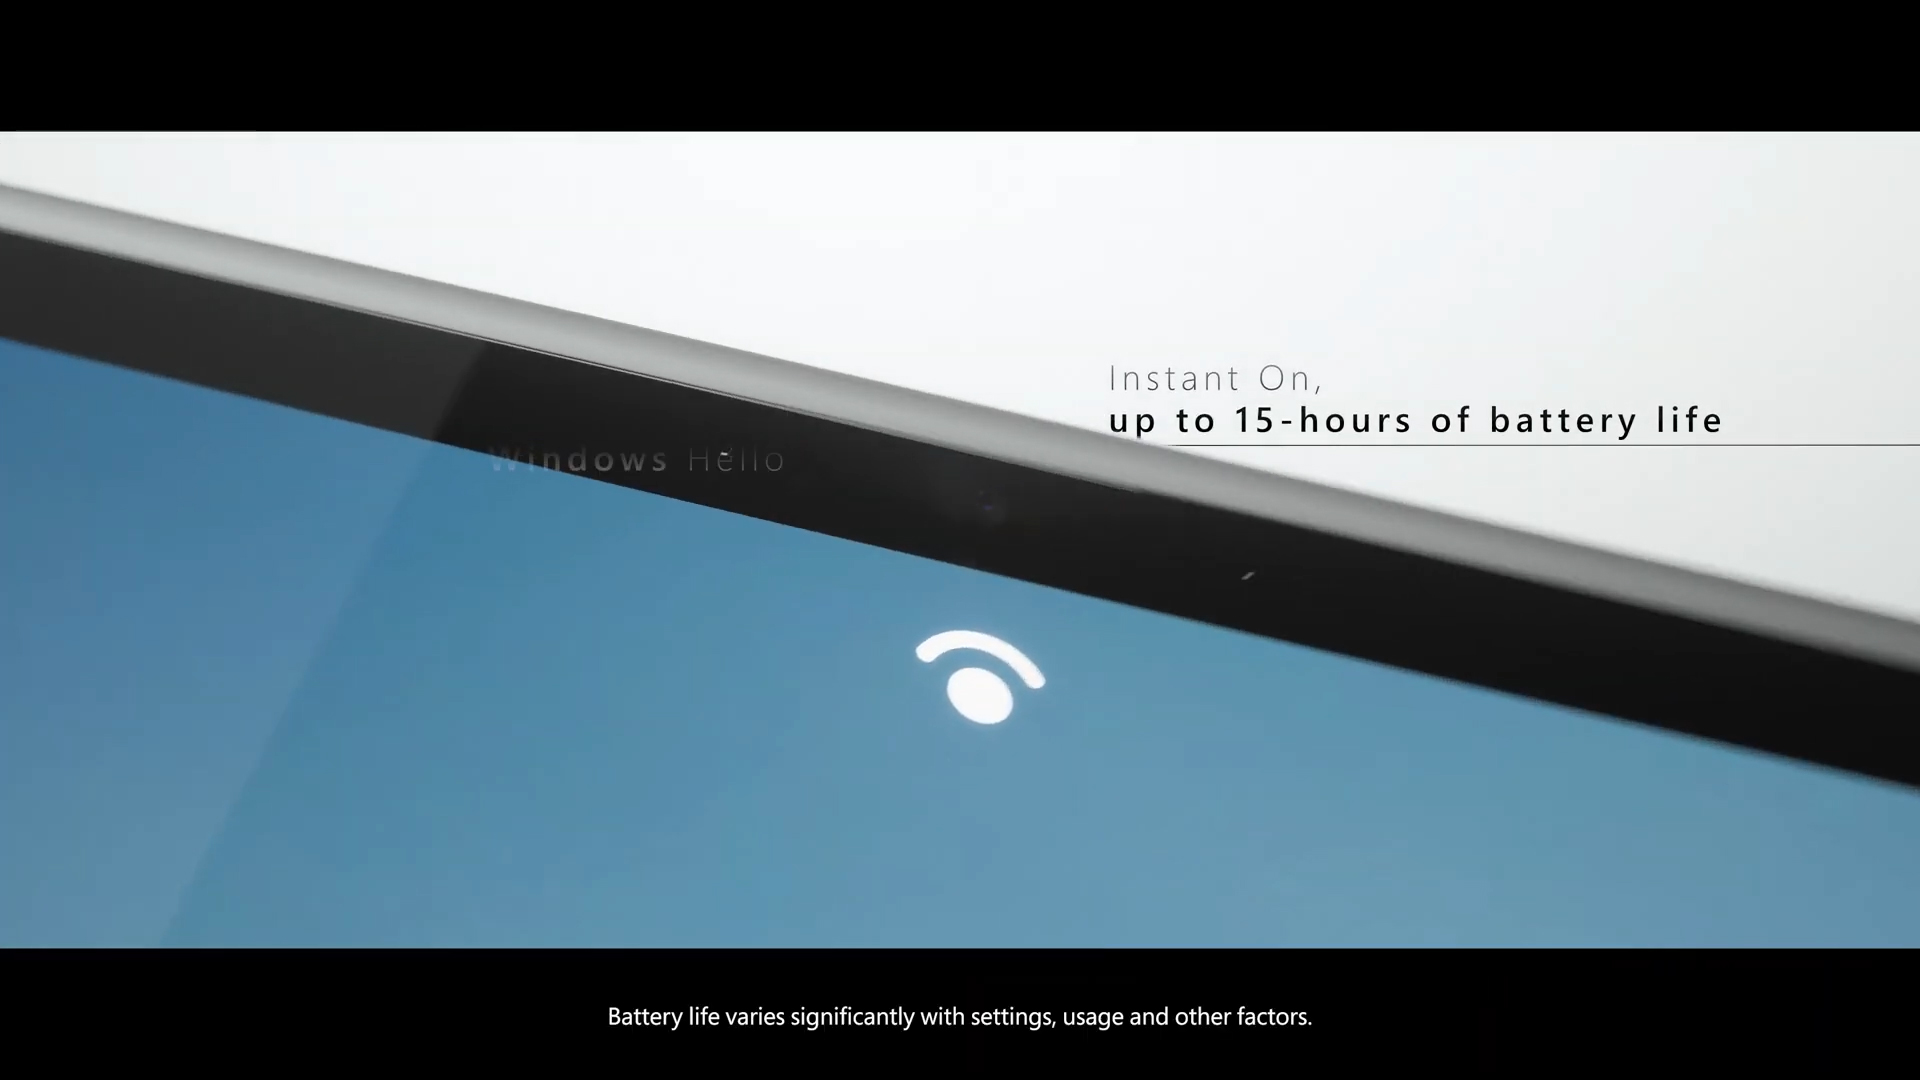 Instant On,
up to 15-hours of battery life
Windows Hello
Battery life varies significantly with settings, usage and other factors.